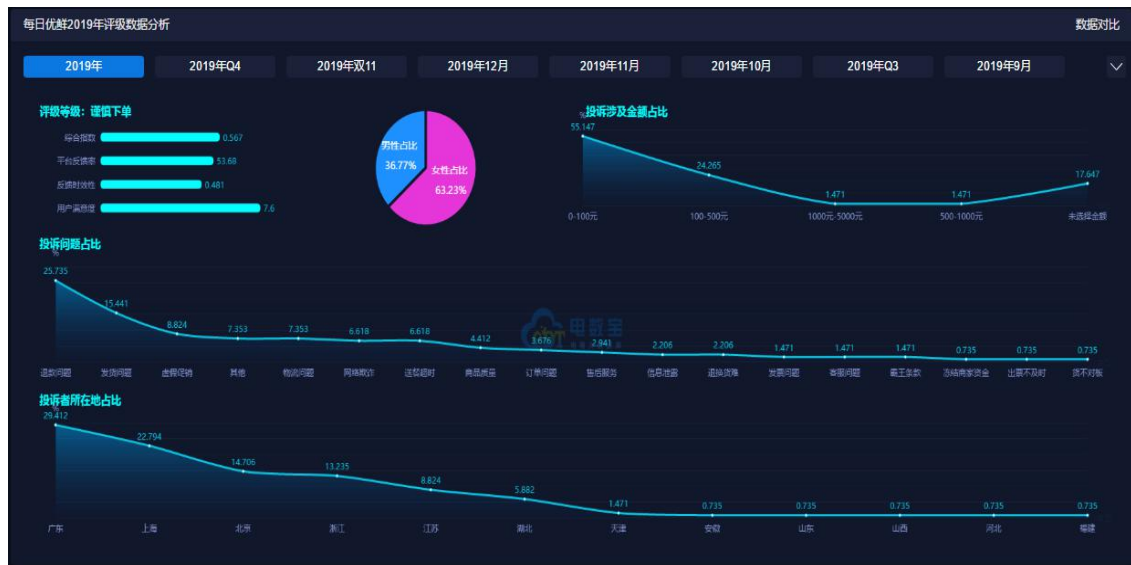 每日优鲜2019年评级数据分析
数据对比
2019年 2019年Q4 2019年双11 2019年12月 2019年11月 2019年10月 2019年Q3 2019年9月
评级等级：谨慎下单
综合指数 0.567
平台反馈率 53.68
反馈时效性 0.481
用户满意度 7.6
男性占比
36.77%
女性占比
63.23%
投诉涉及金额占比
%
55.147 24.265 1.471 1.471 17.647
0-100元 100-500元 1000元-5000元 500-1000元 未选择金额
投诉问题占比
%
25.735 15.441 8.824 7.353 7.353 6.618 6.618 4.412 3.676 2.941 2.206 2.206 1.471 1.471 1.471 0.735 0.735 0.735
退款问题 发货问题 虚假促销 其他 物流问题 网络欺诈 送餐超时 商品质量 订单问题 售后服务 信息泄露 退换货难 发票问题 客服问题 霸王条款 冻结商家资金 出票不及时 货不对板
电数宝
投诉者所在地占比
%
29.412 22.794 14.706 13.235 8.824 5.882 1.471 0.735 0.735 0.735 0.735 0.735
广东 上海 北京 浙江 江苏 湖北 天津 安徽 山东 山西 河北 福建